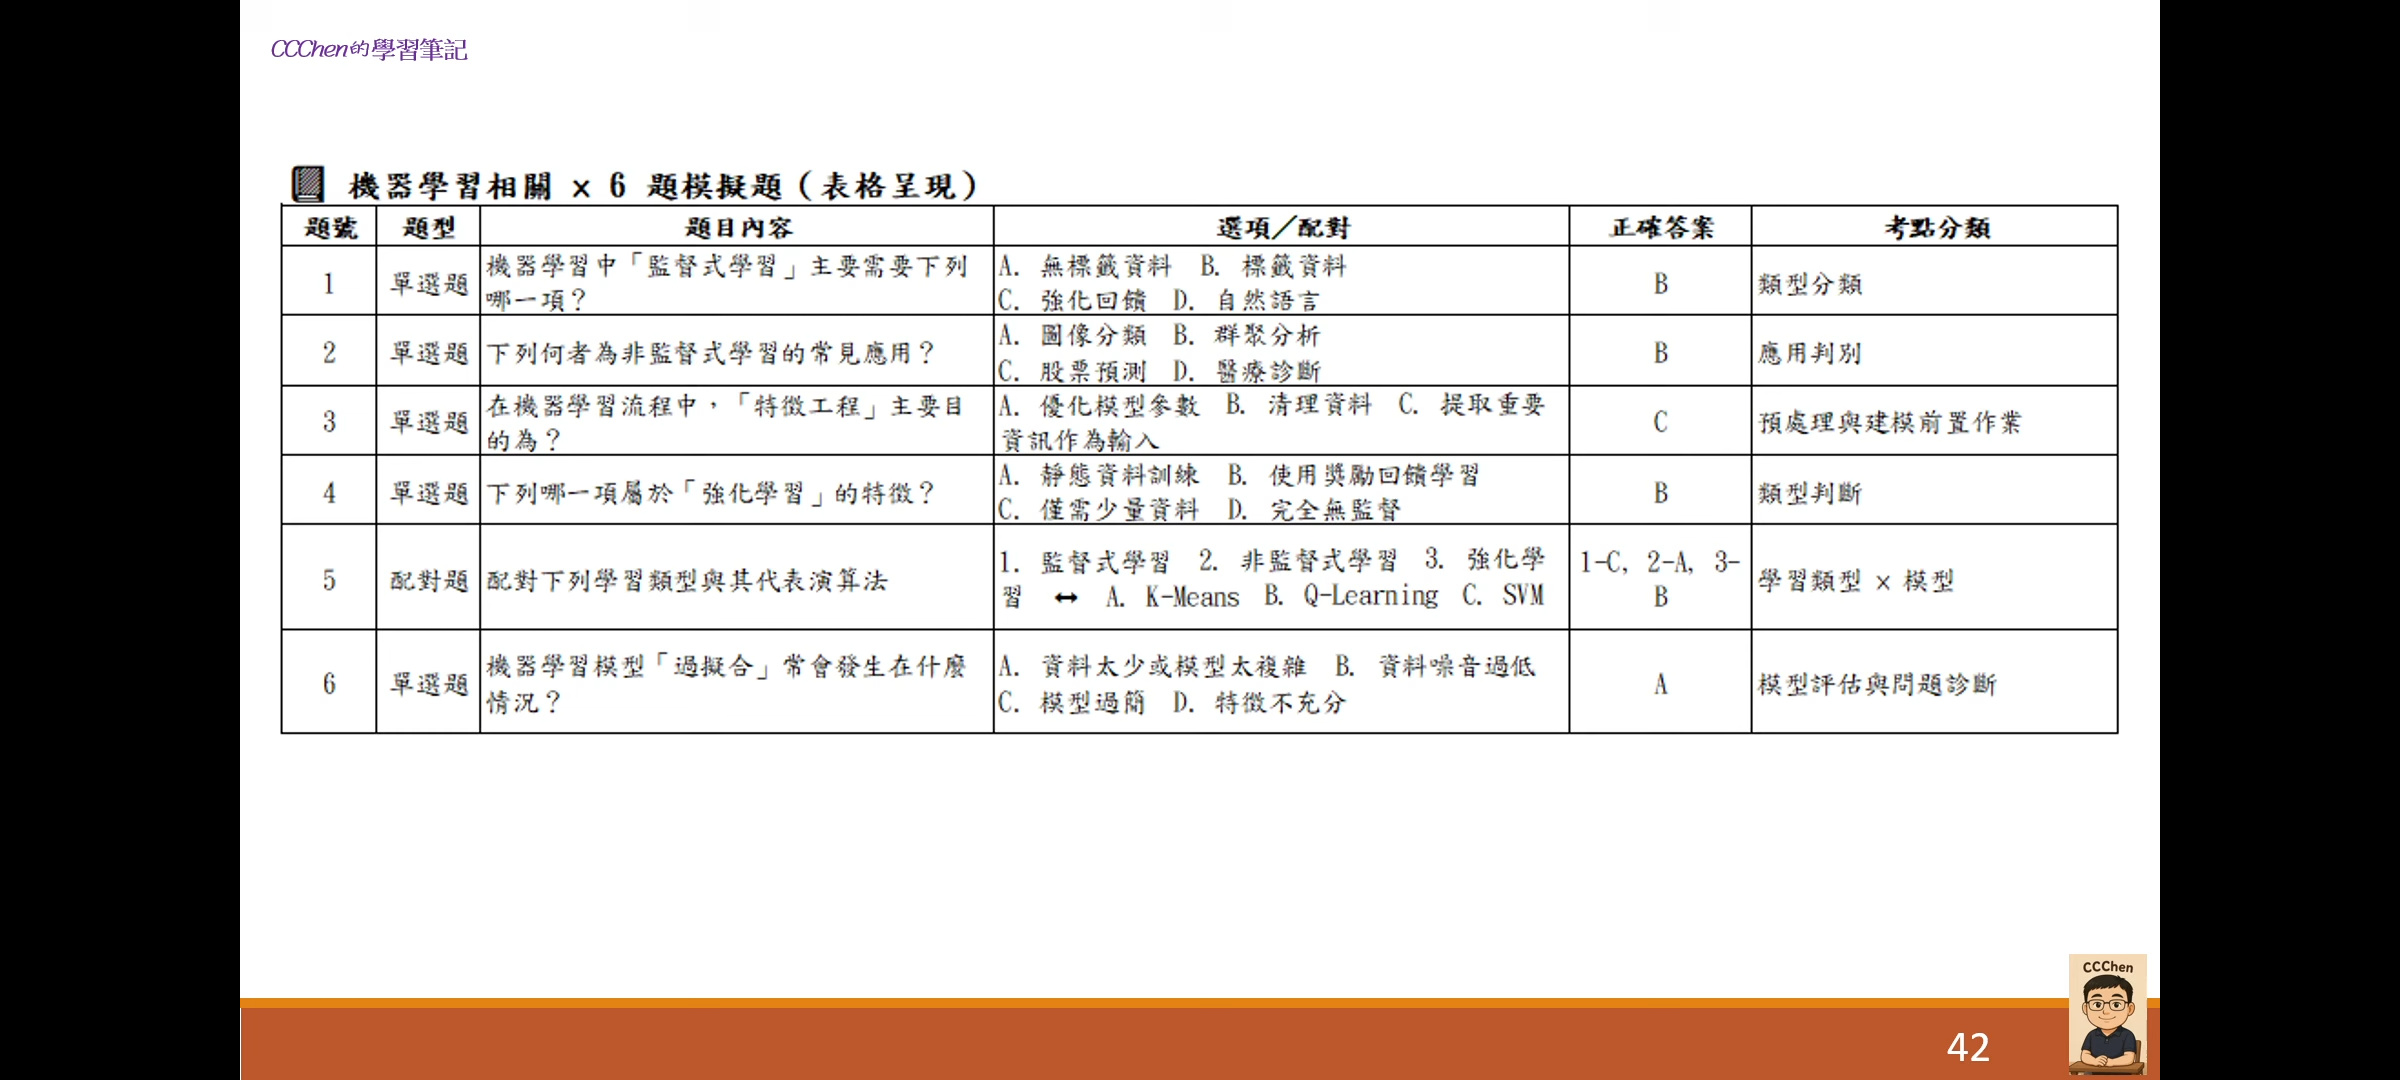 CCChen的學習筆記
機器學習相關 × 6 題模擬題（表格呈現）
題號 題型 題目內容 選項／配對 正確答案 考點分類
1 單選題 機器學習中「監督式學習」主要需要下列哪一項？ A. 無標籤資料 B. 標籤資料 C. 強化回饋 D. 自然語言 B 類型分類
2 單選題 下列何者為非監督式學習的常見應用？ A. 圖像分類 B. 群聚分析 C. 股票預測 D. 醫療診斷 B 應用判別
3 單選題 在機器學習流程中，「特徵工程」主要目的為？ A. 優化模型參數 B. 清理資料 C. 提取重要資訊作為輸入 C 預處理與建模前置作業
4 單選題 下列哪一項屬於「強化學習」的特徵？ A. 靜態資料訓練 B. 使用獎勵回饋學習 C. 僅需少量資料 D. 完全無監督 B 類型判斷
5 配對題 配對下列學習類型與其代表演算法 1. 監督式學習 2. 非監督式學習 3. 強化學習 ↔ A. K-Means B. Q-Learning C. SVM 1-C, 2-A, 3-B 學習類型 × 模型
6 單選題 機器學習模型「過擬合」常會發生在什麼情況？ A. 資料太少或模型太複雜 B. 資料噪音過低 C. 模型過簡 D. 特徵不充分 A 模型評估與問題診斷
CCChen
42